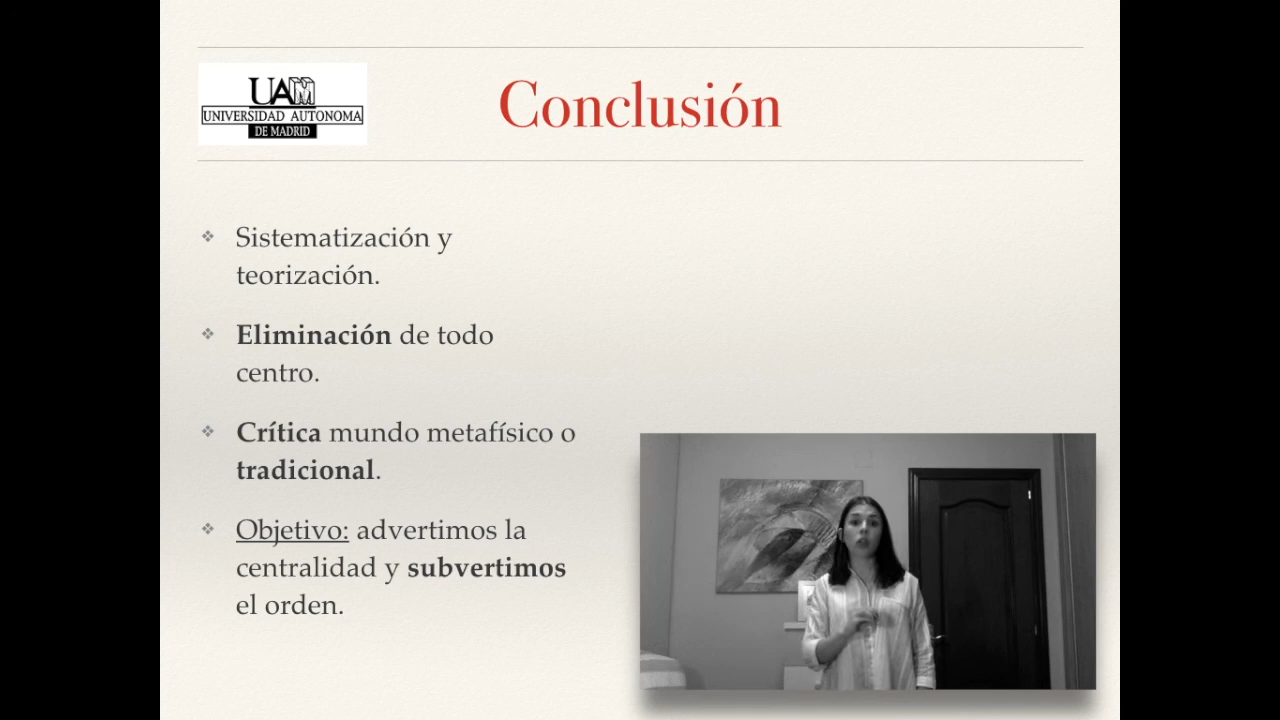 UAM
UNIVERSIDAD AUTONOMA
DE MADRID
Conclusión
Sistematización y
teorización.
Eliminación de todo
centro.
Crítica mundo metafísico o
tradicional.
Objetivo: advertimos la
centralidad y subvertimos
el orden.